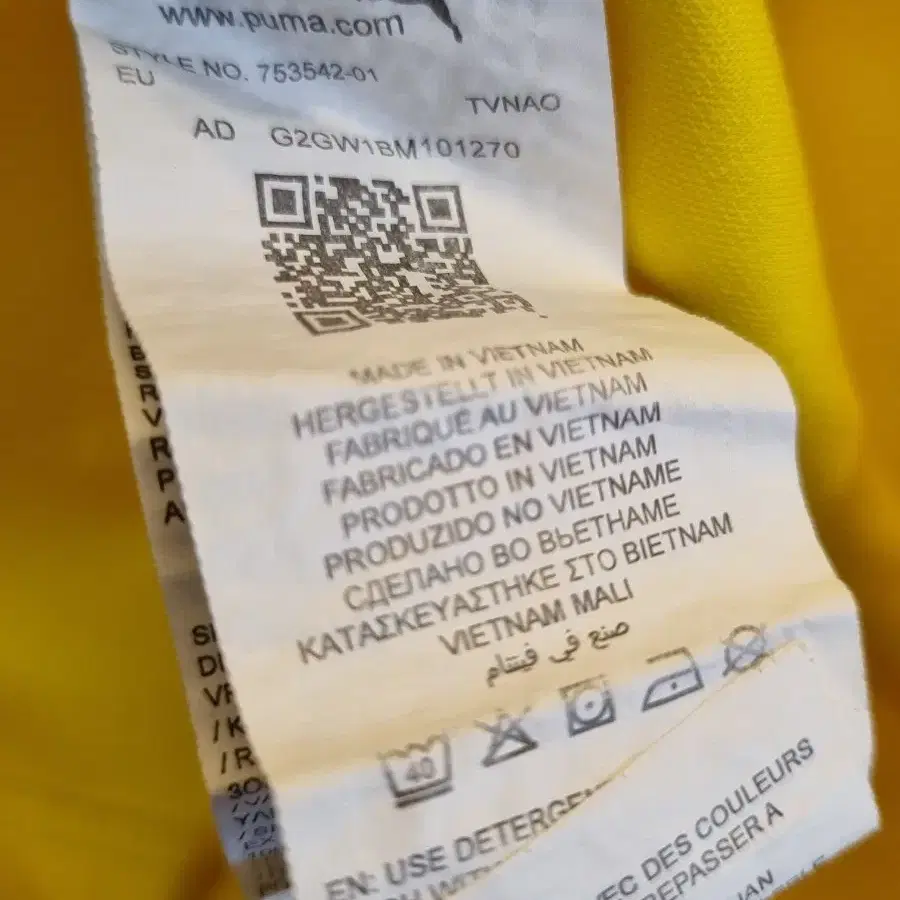 www.puma.com
STYLE NO. 753542-01
EU
TVNAO
AD G2GW1BM101270
MADE IN VIETNAM
HERGESTELLT IN VIETNAM
FABRIQUÉ AU VIETNAM
FABRICADO EN VIETNAM
PRODOTTO IN VIETNAM
PRODUZIDO NO VIETNAME
СДЕЛАНО ВО ВЬЕТНАМЕ
ΚΑΤΑΣΚΕΥΑΣΤΗΚΕ ΣΤΟ ΒΙΕΤΝΑΜ
VIETNAM MALI
صنع في فيتنام
40
EN: USE
AVEC DES COULEURS
REPASSER A